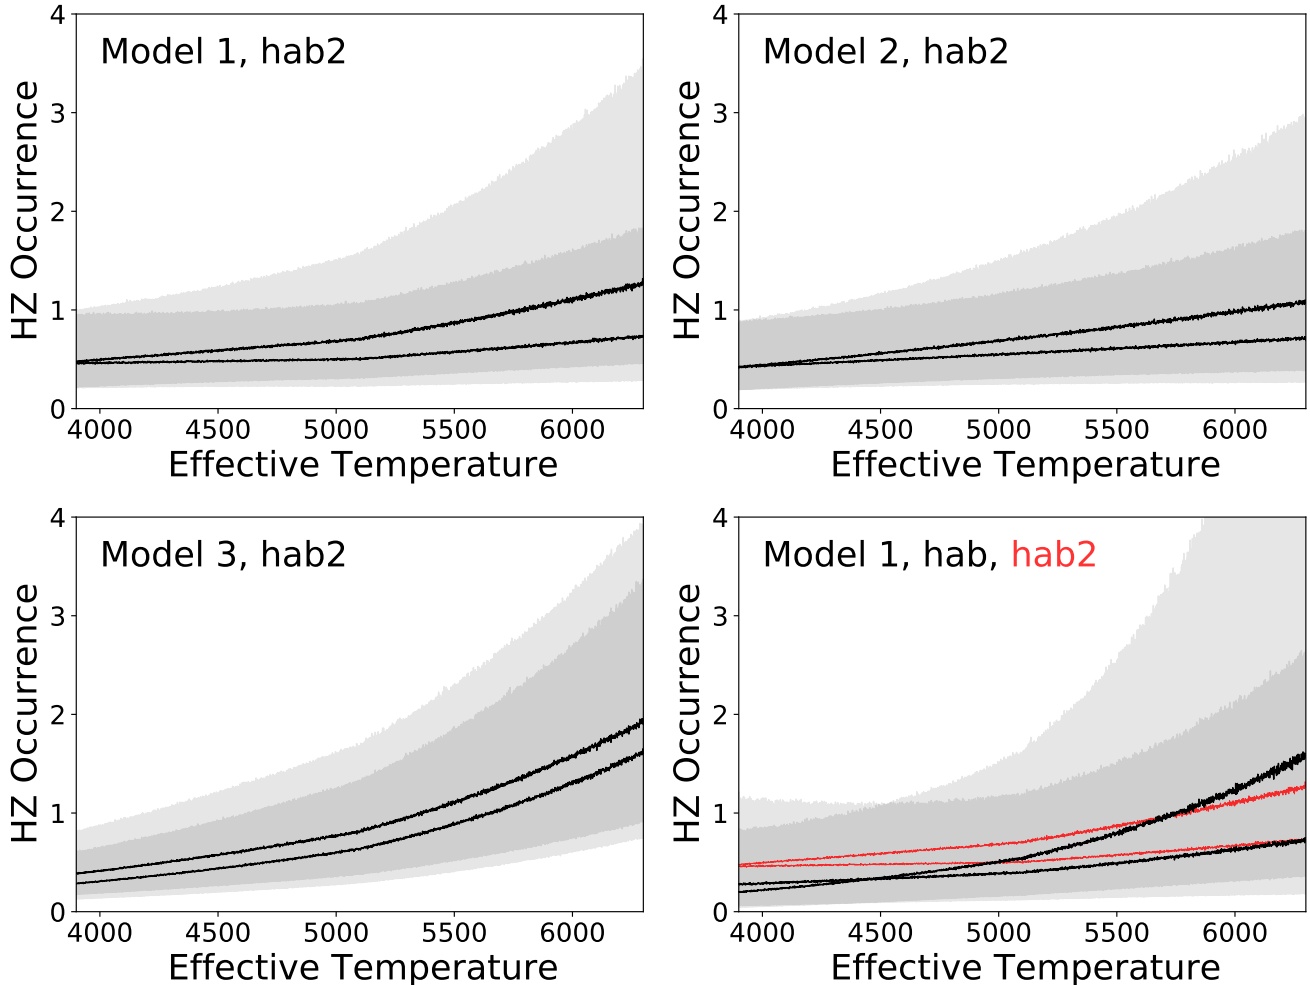 Model 1, hab2
HZ Occurrence
4
3
2
1
0
4000 4500 5000 5500 6000
Effective Temperature
Model 2, hab2
HZ Occurrence
4
3
2
1
0
4000 4500 5000 5500 6000
Effective Temperature
Model 3, hab2
HZ Occurrence
4
3
2
1
0
4000 4500 5000 5500 6000
Effective Temperature
Model 1, hab, hab2
HZ Occurrence
4
3
2
1
0
4000 4500 5000 5500 6000
Effective Temperature